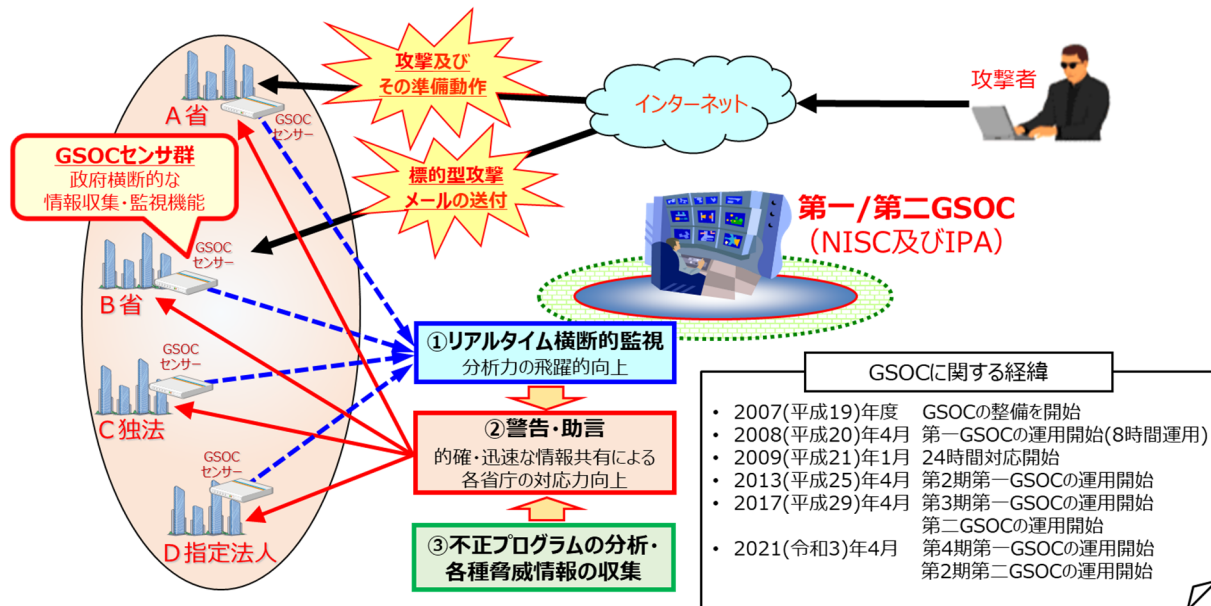 攻撃及び
その準備動作
インターネット
攻撃者
A省
GSOC
センサー
GSOCセンサ群
政府横断的な
情報収集・監視機能
標的型攻撃
メールの送付
第一/第二GSOC
(NISC及びIPA)
GSOC
センサー
B省
①リアルタイム横断的監視
分析力の飛躍的向上
GSOC
センサー
C独法
②警告・助言
的確・迅速な情報共有による
各省庁の対応力向上
GSOC
センサー
D指定法人
③不正プログラムの分析・
各種脅威情報の収集
GSOCに関する経緯
• 2007(平成19)年度 GSOCの整備を開始
• 2008(平成20)年4月 第一GSOCの運用開始(8時間運用)
• 2009(平成21)年1月 24時間対応開始
• 2013(平成25)年4月 第2期第一GSOCの運用開始
• 2017(平成29)年4月 第3期第一GSOCの運用開始
第二GSOCの運用開始
• 2021(令和3)年4月 第4期第一GSOCの運用開始
第2期第二GSOCの運用開始